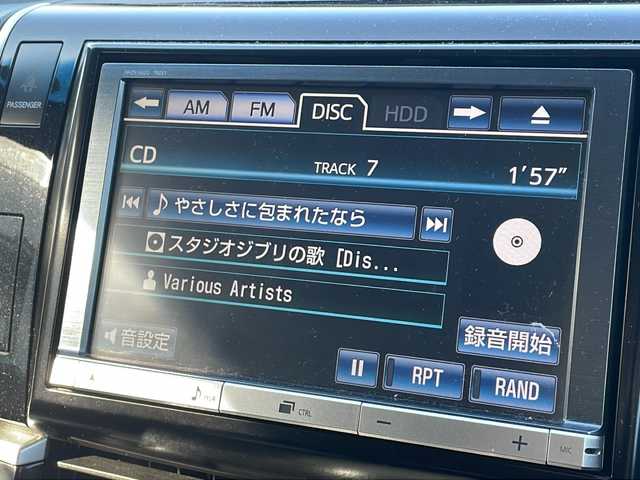 PASSENGER
AM FM DISC HDD
CD TRACK 7 1'57"
やさしさに包まれたなら
スタジオジブリの歌 [Dis...
Various Artists
音設定
録音開始
RPT RAND
CTRL − + MIC